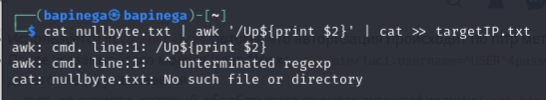 (bapinega㉿bapinega)-[~]
$ cat nullbyte.txt | awk '/Up${print $2}' | cat >> targetIP.txt
awk: cmd. line:1: /Up${print $2}
awk: cmd. line:1: ^ unterminated regexp
cat: nullbyte.txt: No such file or directory